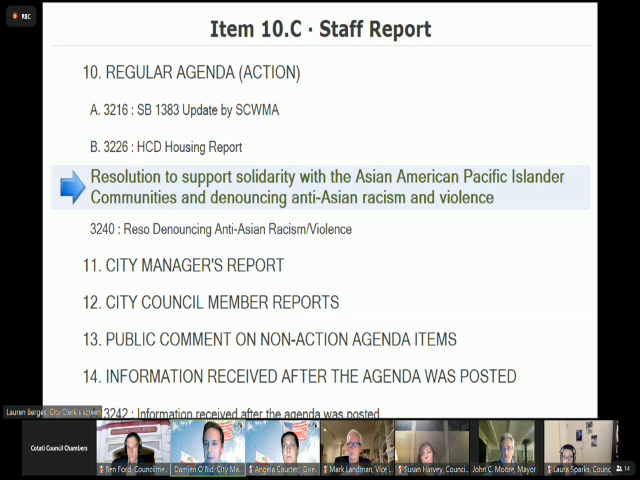 REC
Item 10.C · Staff Report
10. REGULAR AGENDA (ACTION)
A. 3216 : SB 1383 Update by SCWMA
B. 3226 : HCD Housing Report
Resolution to support solidarity with the Asian American Pacific Islander
Communities and denouncing anti-Asian racism and violence
3240 : Reso Denouncing Anti-Asian Racism/Violence
11. CITY MANAGER'S REPORT
12. CITY COUNCIL MEMBER REPORTS
13. PUBLIC COMMENT ON NON-ACTION AGENDA ITEMS
14. INFORMATION RECEIVED AFTER THE AGENDA WAS POSTED
Lauren Berges, City Clerk's screen
3242 : Information received after the agenda was posted
Cotati Council Chambers
Ben Ford, Councilme...
Damien O'Bid, City Ma...
Angela Courter, Dire...
Mark Landman, Vice ...
Susan Harvey, Counci...
John C. Moore, Mayor
Laura Sparks, Counc
14